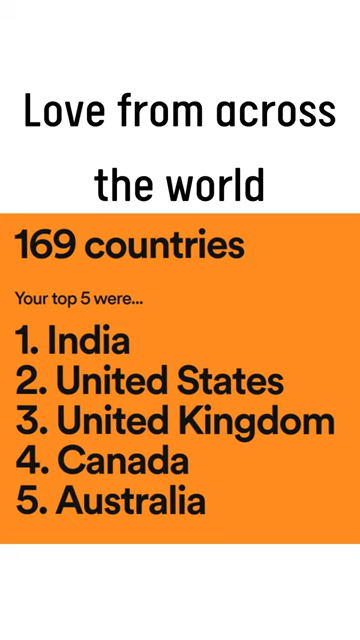 Love from across
the world
169 countries
Your top 5 were...
1. India
2. United States
3. United Kingdom
4. Canada
5. Australia